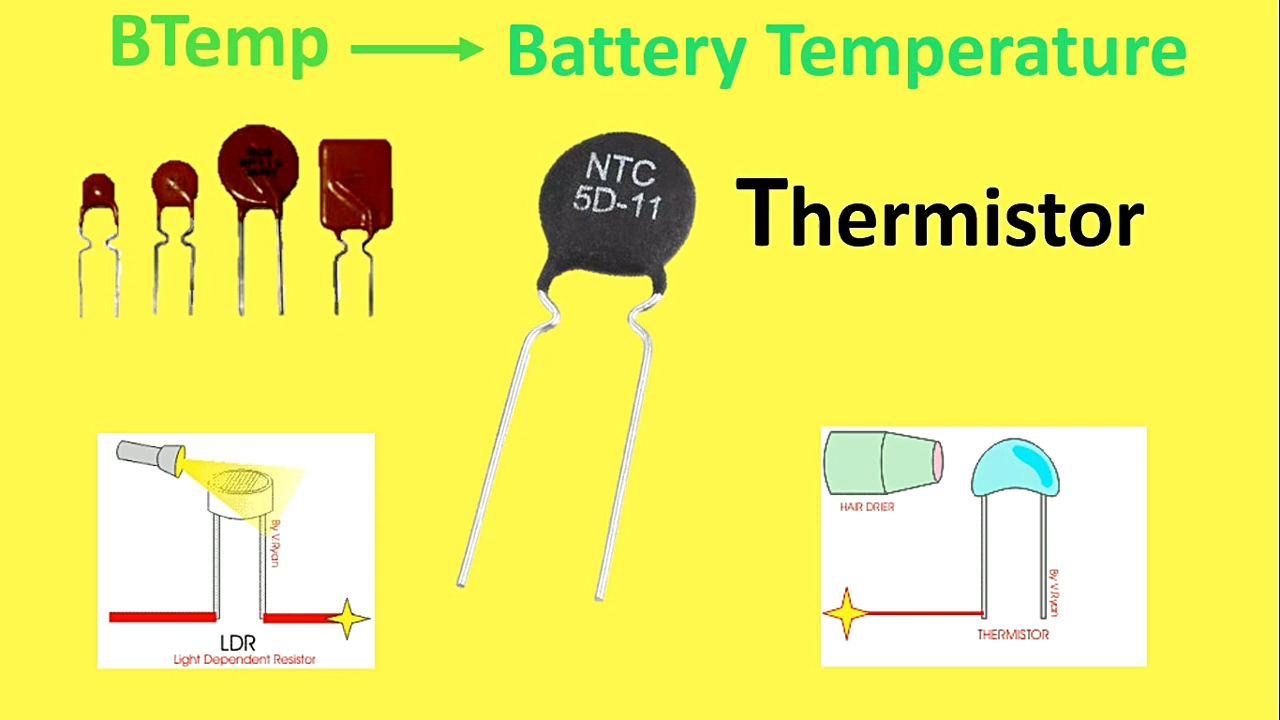 BTemp
Battery Temperature
NTC
5D-11
Thermistor
By V.Ryan
LDR
Light Dependent Resistor
HAIR DRIER
By V.Ryan
THERMISTOR